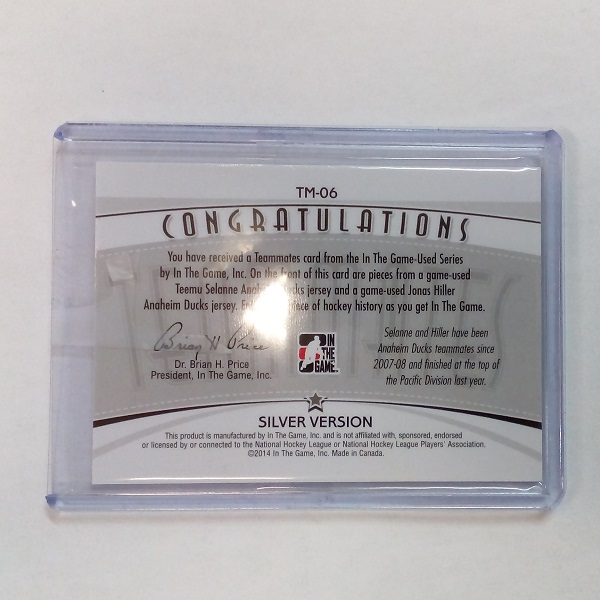 TM-06
CONGRATULATIONS
You have received a Teammates card from the In The Game-Used Series
by In The Game, Inc. On the front of this card are pieces from a game-used
Teemu Selanne Anaheim Ducks jersey and a game-used Jonas Hiller
Anaheim Ducks jersey. piece of hockey history as you get In The Game.
Brian H Price
Dr. Brian H. Price
President, In The Game, Inc.
IN
THE
GAME
Selanne and Hiller have been
Anaheim Ducks teammates since
2007-08 and finished at the top of
the Pacific Division last year.
SILVER VERSION
This product is manufactured by In The Game, Inc. and is not affiliated with, sponsored, endorsed
or licensed by or connected to the National Hockey League or National Hockey League Players' Association.
©2014 In The Game, Inc. Made in Canada.